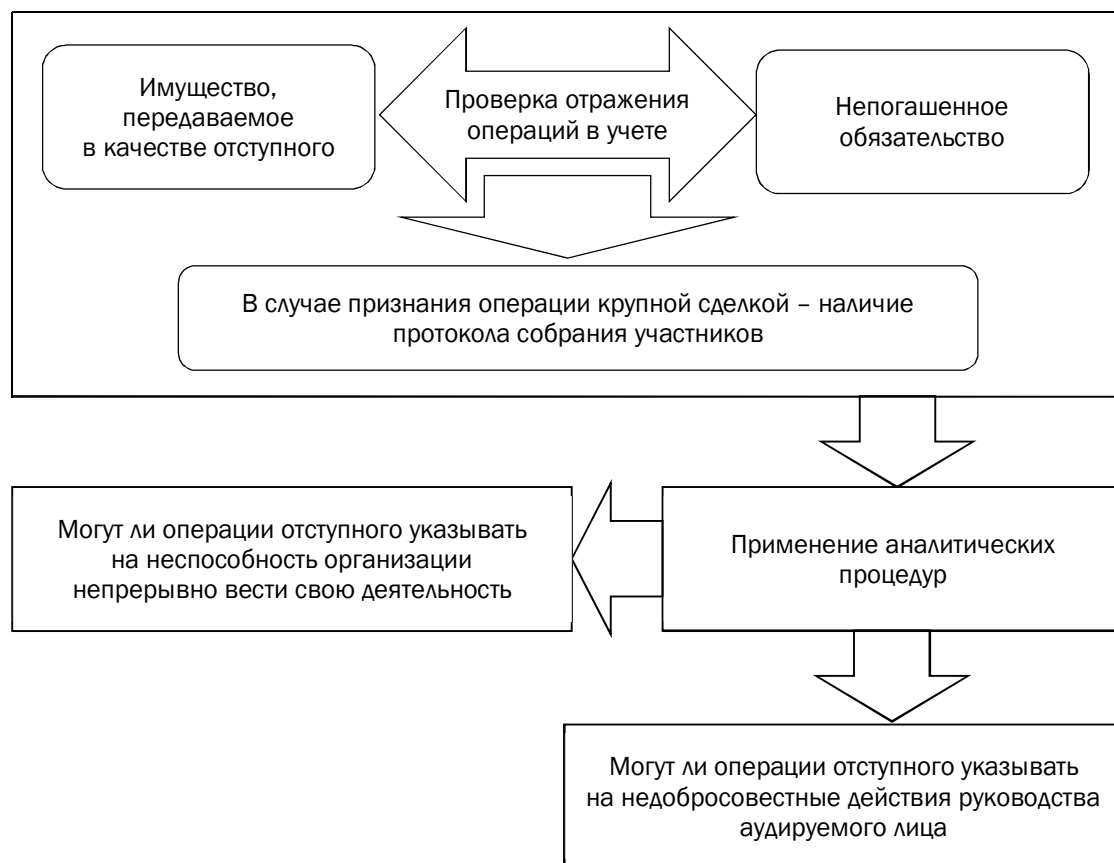 Имущество,
передаваемое
в качестве отступного
Проверка отражения
операций в учете
Непогашенное
обязательство
В случае признания операции крупной сделкой – наличие
протокола собрания участников
Могут ли операции отступного указывать
на неспособность организации
непрерывно вести свою деятельность
Применение аналитических
процедур
Могут ли операции отступного указывать
на недобросовестные действия руководства
аудируемого лица